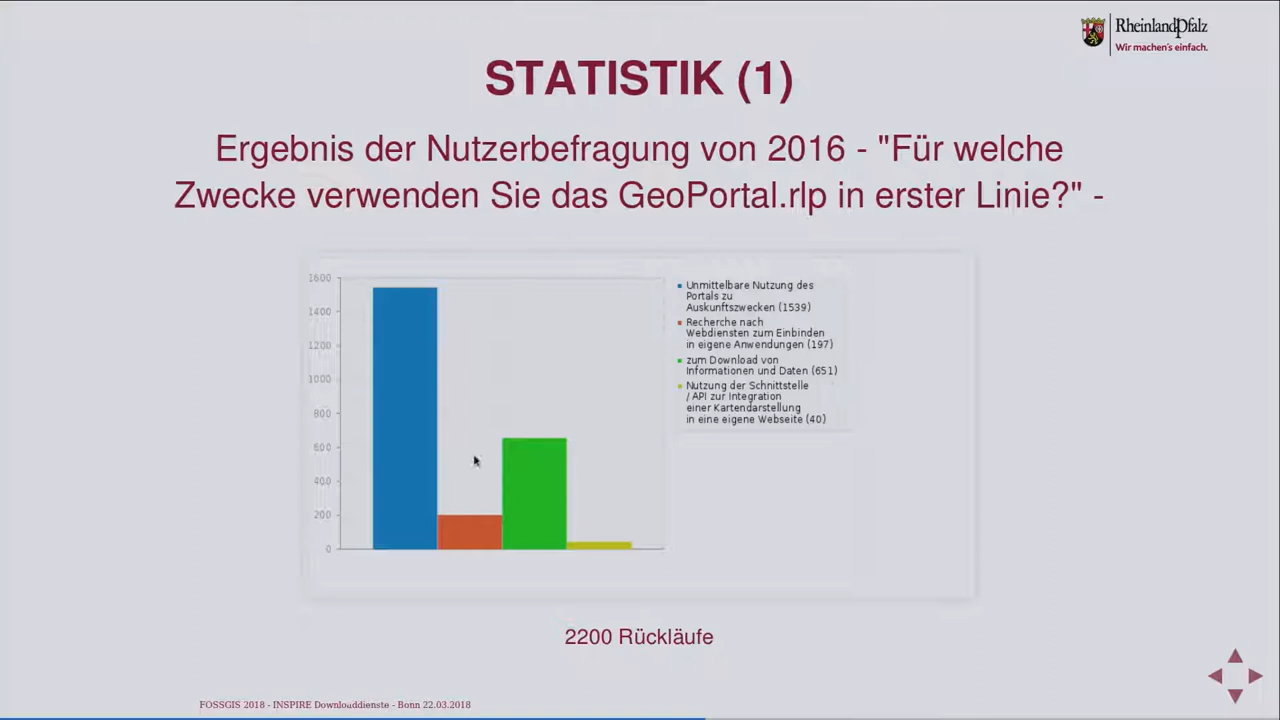 RheinlandPfalz
Wir machen's einfach.
STATISTIK (1)
Ergebnis der Nutzerbefragung von 2016 - "Für welche
Zwecke verwenden Sie das GeoPortal.rlp in erster Linie?" -
1600
1400
1200
1000
800
600
400
200
0
Unmittelbare Nutzung des
Portals zu
Auskunftszwecken (1539)
Recherche nach
Webdiensten zum Einbinden
in eigene Anwendungen (197)
zum Download von
Informationen und Daten (651)
Nutzung der Schnittstelle
/ API zur Integration
einer Kartendarstellung
in eine eigene Webseite (40)
2200 Rückläufe
FOSSGIS 2018 - INSPIRE Downloaddienste - Bonn 22.03.2018